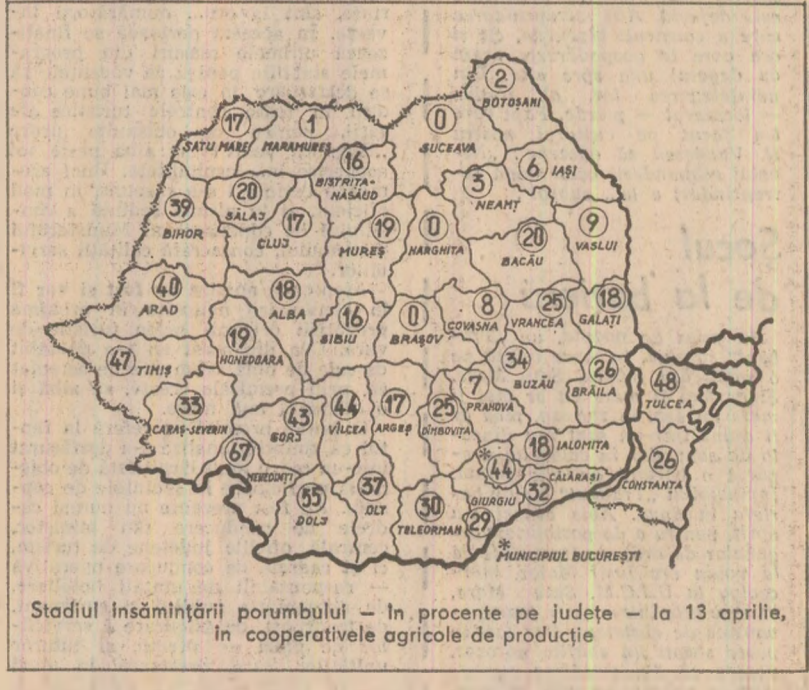 2
BOTOȘANI
17
SATU MARE
1
MARAMUREȘ
0
SUCEAVA
16
BISTRIȚA-
NĂSĂUD
6 IAȘI
3
NEAMȚ
39
BIHOR
20
SĂLAJ
17
CLUJ
19
MUREȘ
0
HARGHITA
20
BACĂU
9
VASLUI
40
ARAD
18
ALBA
16
SIBIU
0
BRAȘOV
8
COVASNA
25
VRANCEA
18
GALAȚI
47 TIMIȘ
19
HUNEDOARA
34
BUZĂU
26
BRĂILA
48
TULCEA
33
CARAȘ-SEVERIN
43
GORJ
44
VÎLCEA
17
ARGEȘ
25
DÎMBOVIȚA
7
PRAHOVA
18 IALOMIȚA
67
MEHEDINȚI
* 44
CĂLĂRAȘI
32
26
CONSTANȚA
55
DOLJ
37
OLT
30
TELEORMAN
GIURGIU
29
* MUNICIPIUL BUCUREȘTI
Stadiul însămînțării porumbului – în procente pe județe – la 13 aprilie,
în cooperativele agricole de producție